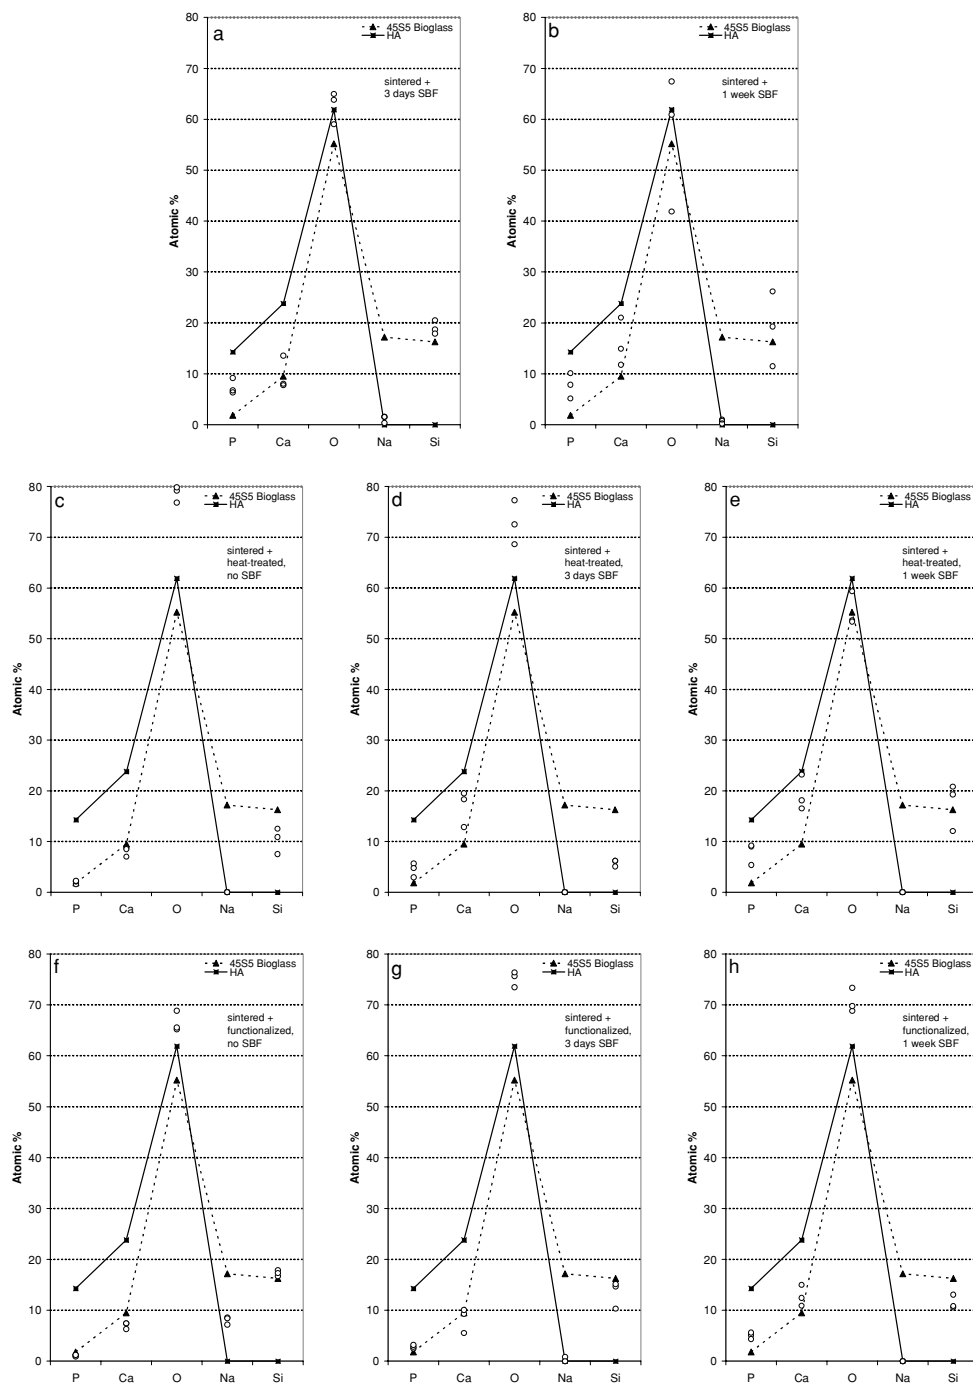 a
45S5 Bioglass
HA
sintered +
3 days SBF
Atomic %
80
70
60
50
40
30
20
10
0
P Ca O Na Si
b
45S5 Bioglass
HA
sintered +
1 week SBF
Atomic %
80
70
60
50
40
30
20
10
0
P Ca O Na Si
c
45S5 Bioglass
HA
sintered +
heat-treated,
no SBF
Atomic %
80
70
60
50
40
30
20
10
0
P Ca O Na Si
d
45S5 Bioglass
HA
sintered +
heat-treated,
3 days SBF
Atomic %
80
70
60
50
40
30
20
10
0
P Ca O Na Si
e
45S5 Bioglass
HA
sintered +
heat-treated,
1 week SBF
Atomic %
80
70
60
50
40
30
20
10
0
P Ca O Na Si
f
45S5 Bioglass
HA
sintered +
functionalized,
no SBF
Atomic %
80
70
60
50
40
30
20
10
0
P Ca O Na Si
g
45S5 Bioglass
HA
sintered +
functionalized,
3 days SBF
Atomic %
80
70
60
50
40
30
20
10
0
P Ca O Na Si
h
45S5 Bioglass
HA
sintered +
functionalized,
1 week SBF
Atomic %
80
70
60
50
40
30
20
10
0
P Ca O Na Si